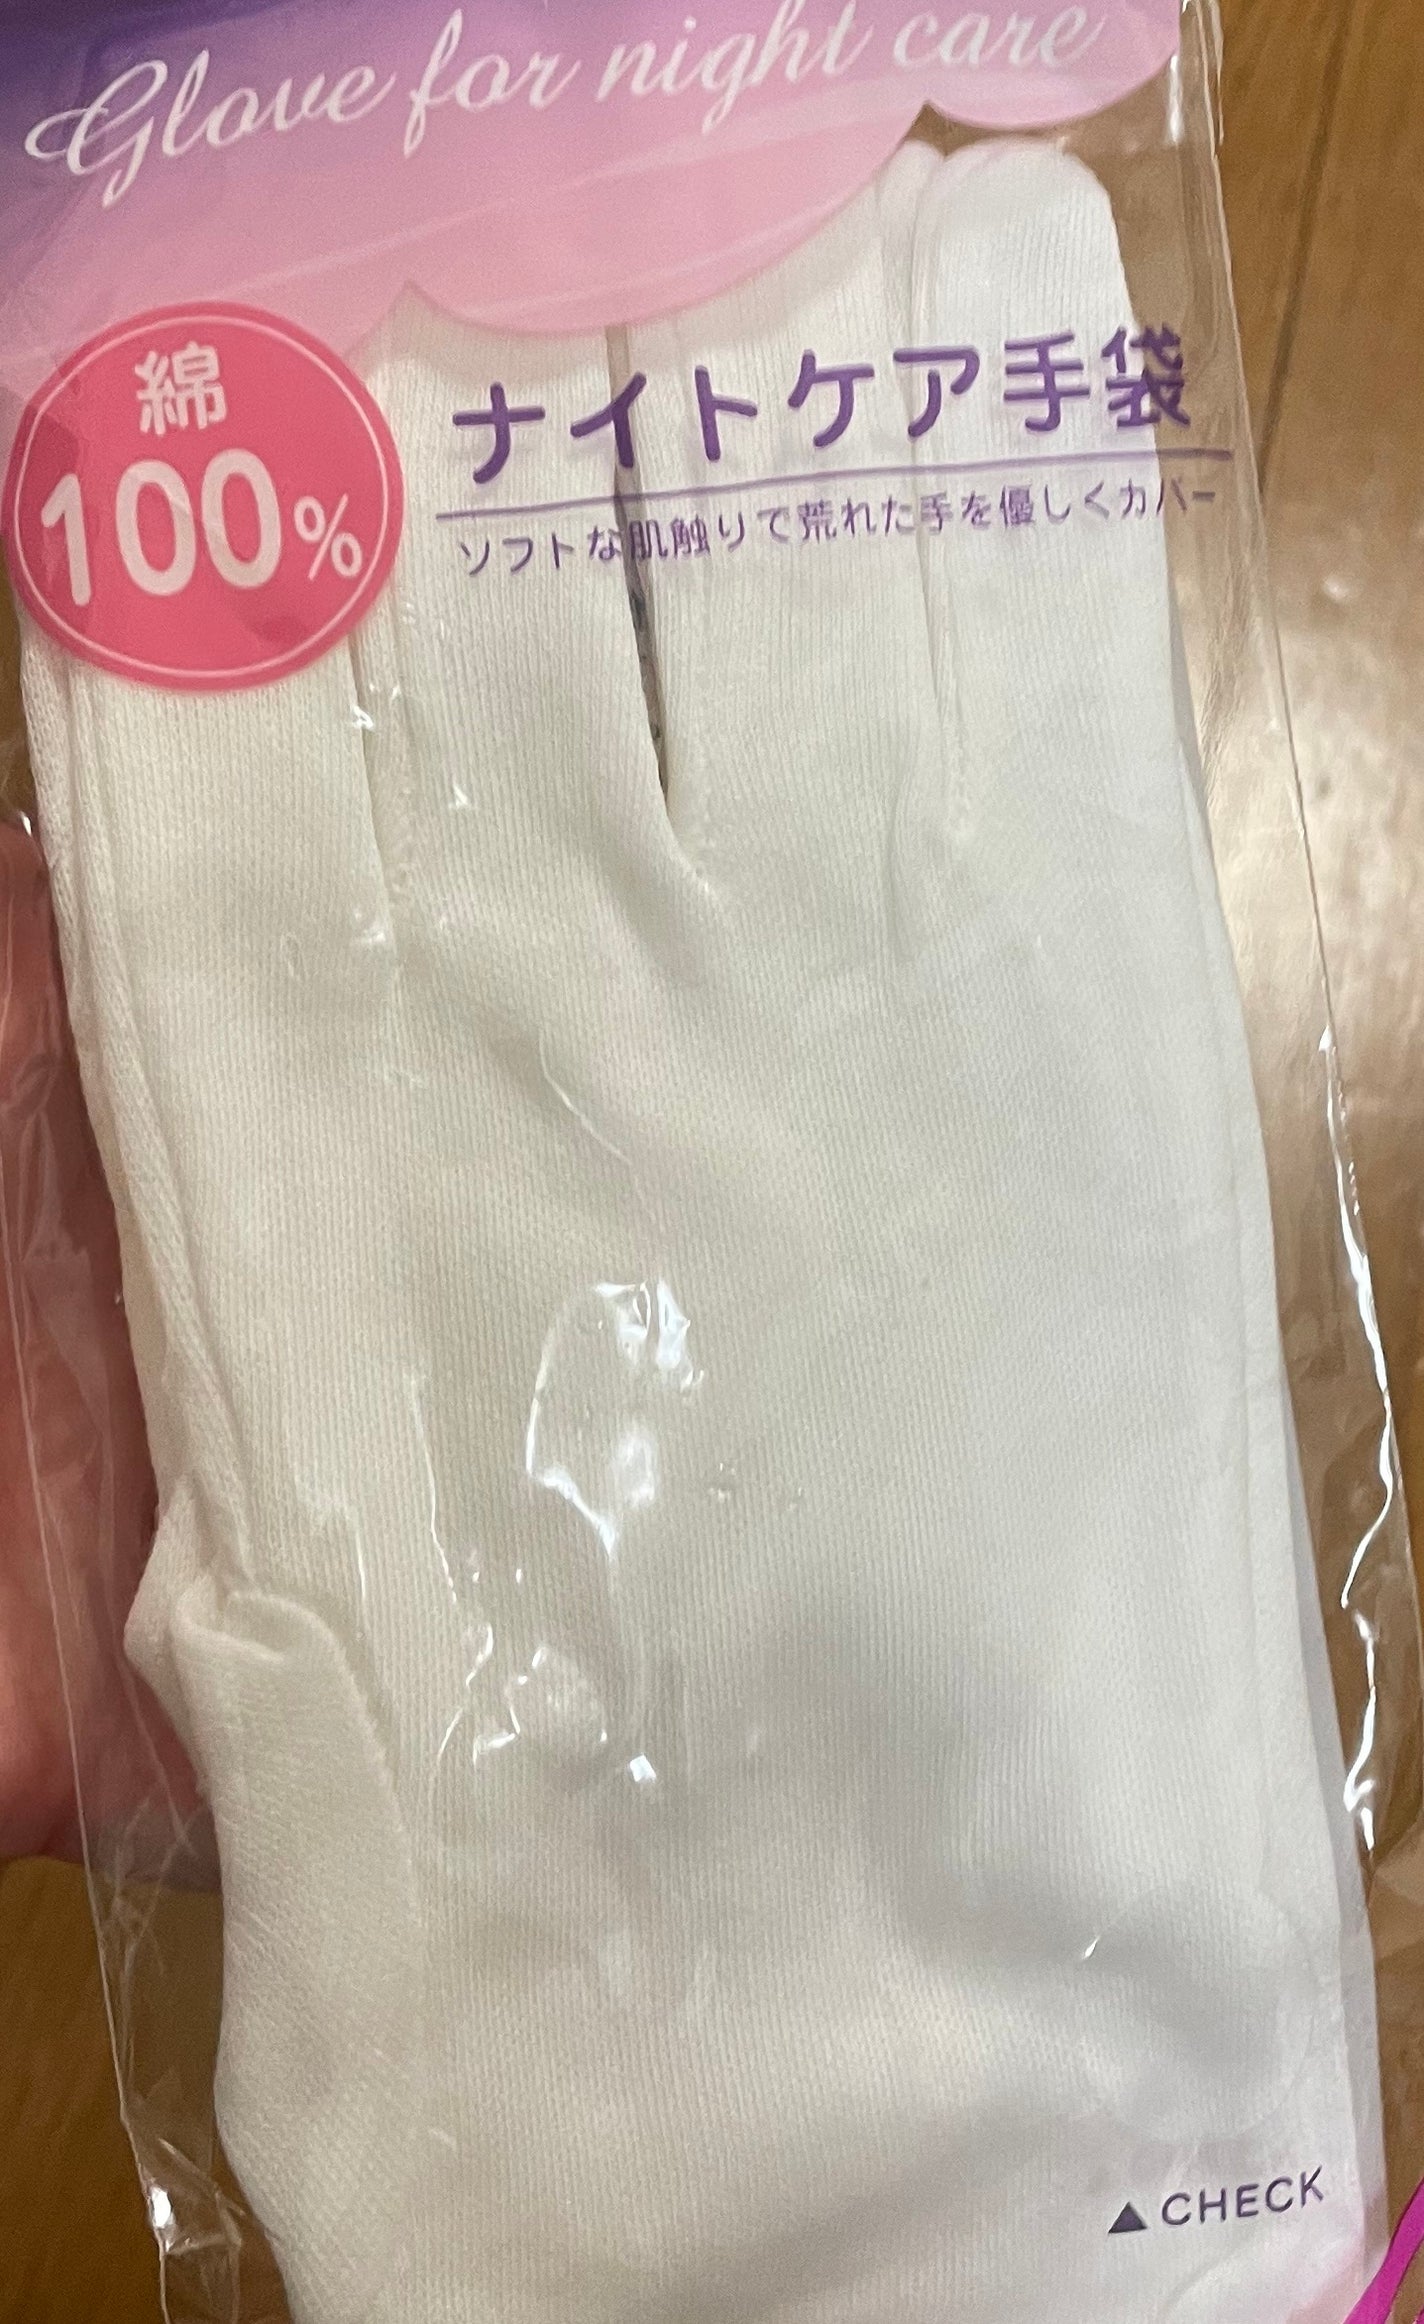 Glove for night care
綿
100%
ナイトケア手袋
ソフトな肌触りで荒れた手を優しくカバー
▲CHECK